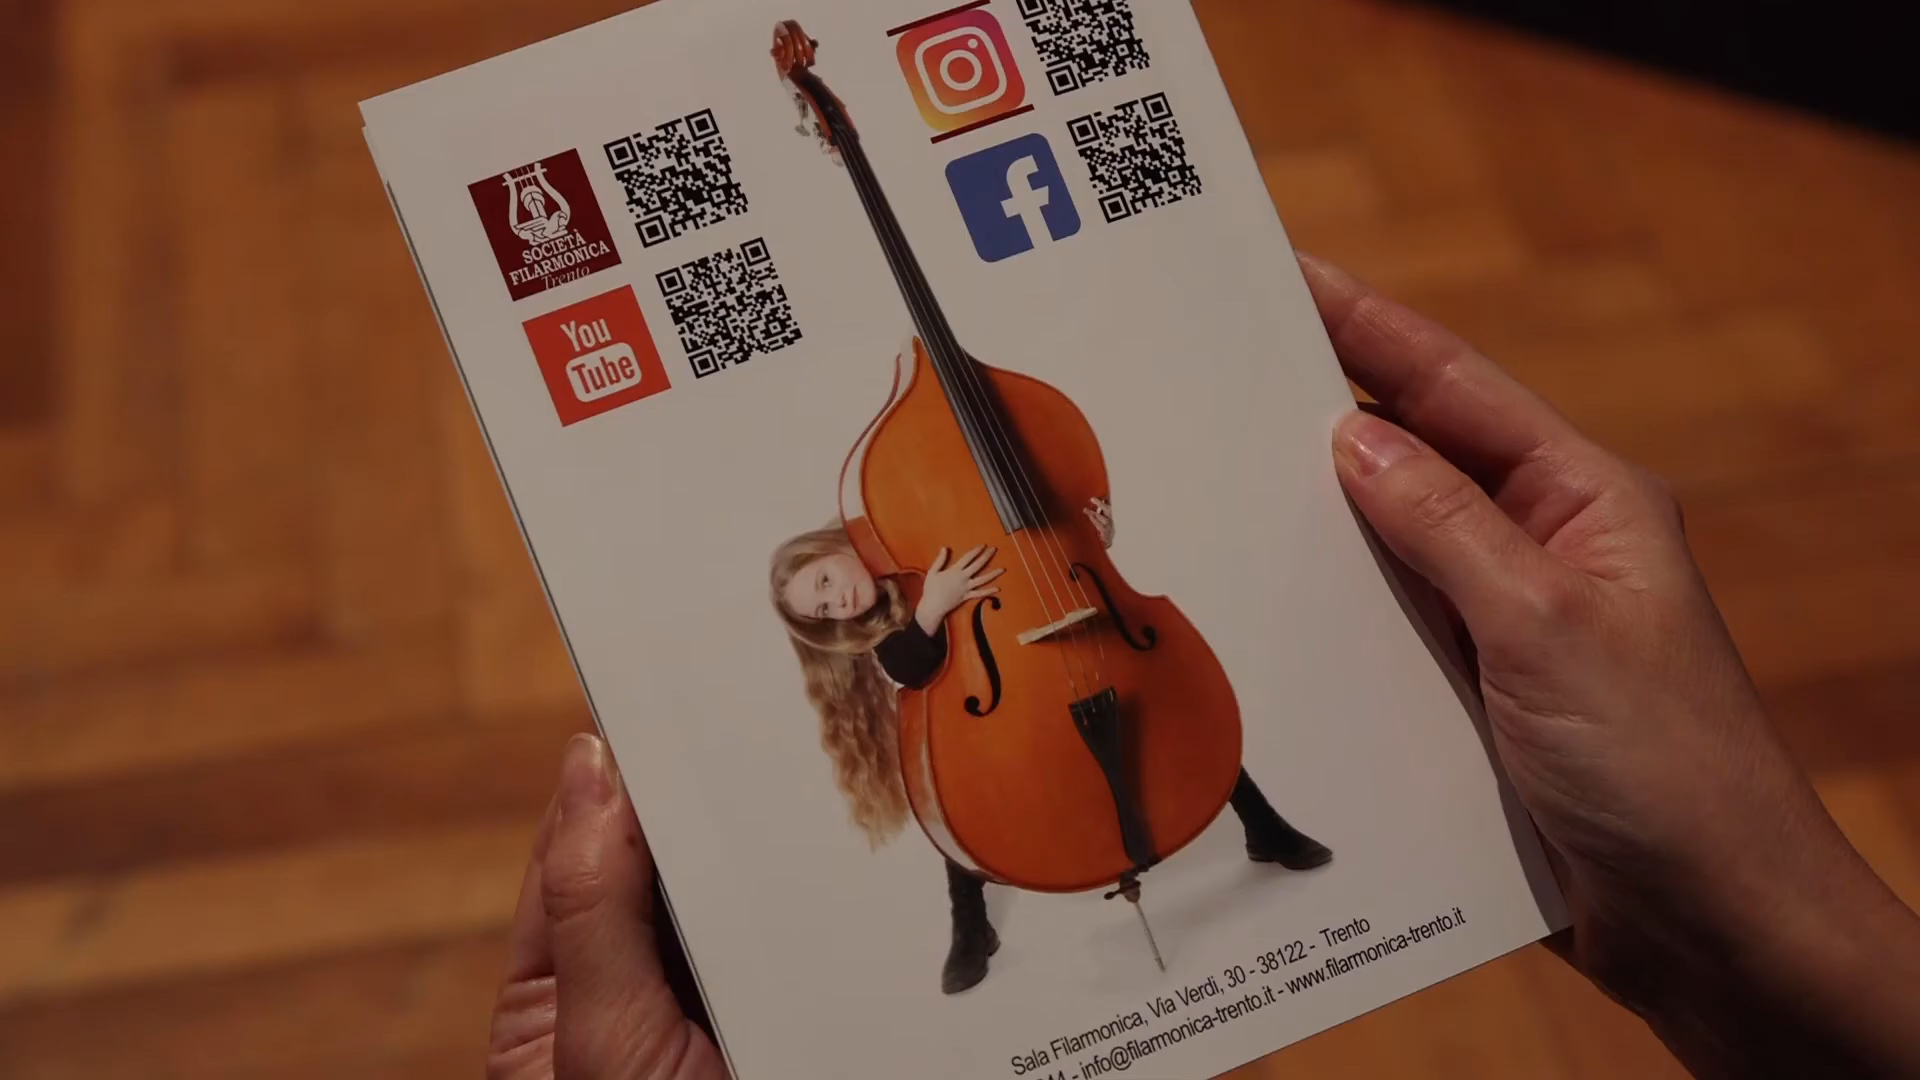 SOCIETÀ
FILARMONICA
Trento
You
Tube
f
Sala Filarmonica, Via Verdi, 30 - 38122 - Trento
- info@filarmonica-trento.it - www.filarmonica-trento.it